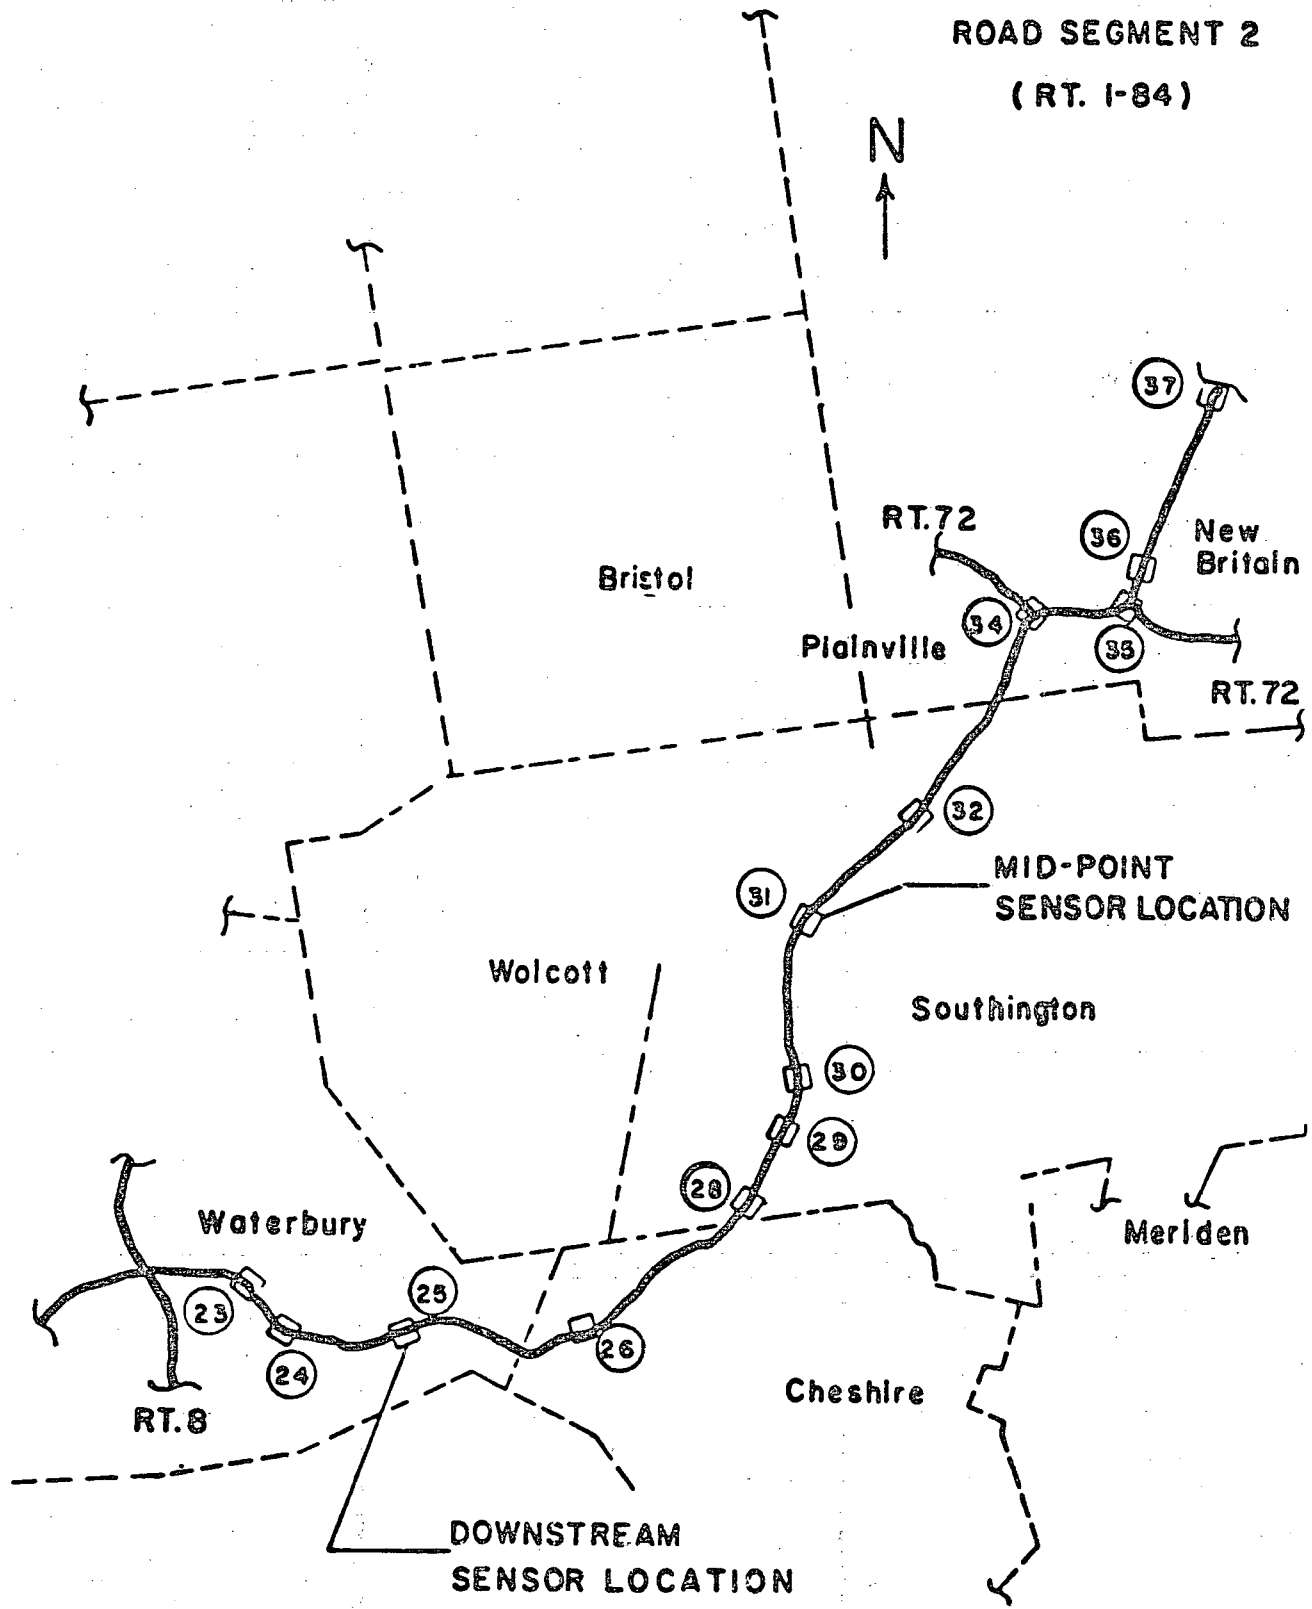 ROAD SEGMENT 2
(RT. I-84)
N
37
RT.72
36
New
Britain
Bristol
34
Plainville
35
RT.72
32
MID-POINT
SENSOR LOCATION
31
Wolcott
Southington
30
29
28
Waterbury
Meriden
25
23
26
24
Cheshire
RT.8
DOWNSTREAM
SENSOR LOCATION